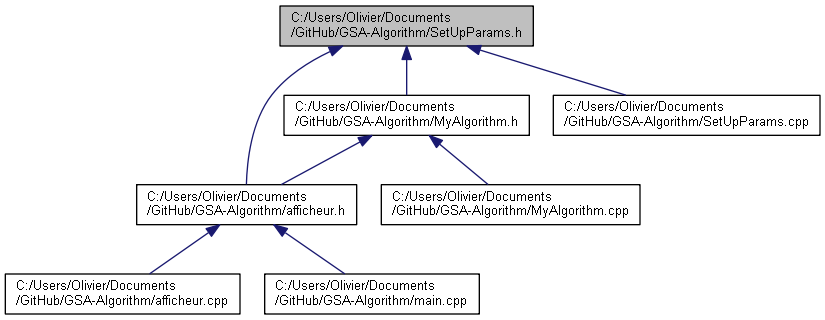 C:/Users/Olivier/Documents
/GitHub/GSA-Algorithm/SetUpParams.h
C:/Users/Olivier/Documents
/GitHub/GSA-Algorithm/MyAlgorithm.h
C:/Users/Olivier/Documents
/GitHub/GSA-Algorithm/SetUpParams.cpp
C:/Users/Olivier/Documents
/GitHub/GSA-Algorithm/afficheur.h
C:/Users/Olivier/Documents
/GitHub/GSA-Algorithm/MyAlgorithm.cpp
C:/Users/Olivier/Documents
/GitHub/GSA-Algorithm/afficheur.cpp
C:/Users/Olivier/Documents
/GitHub/GSA-Algorithm/main.cpp